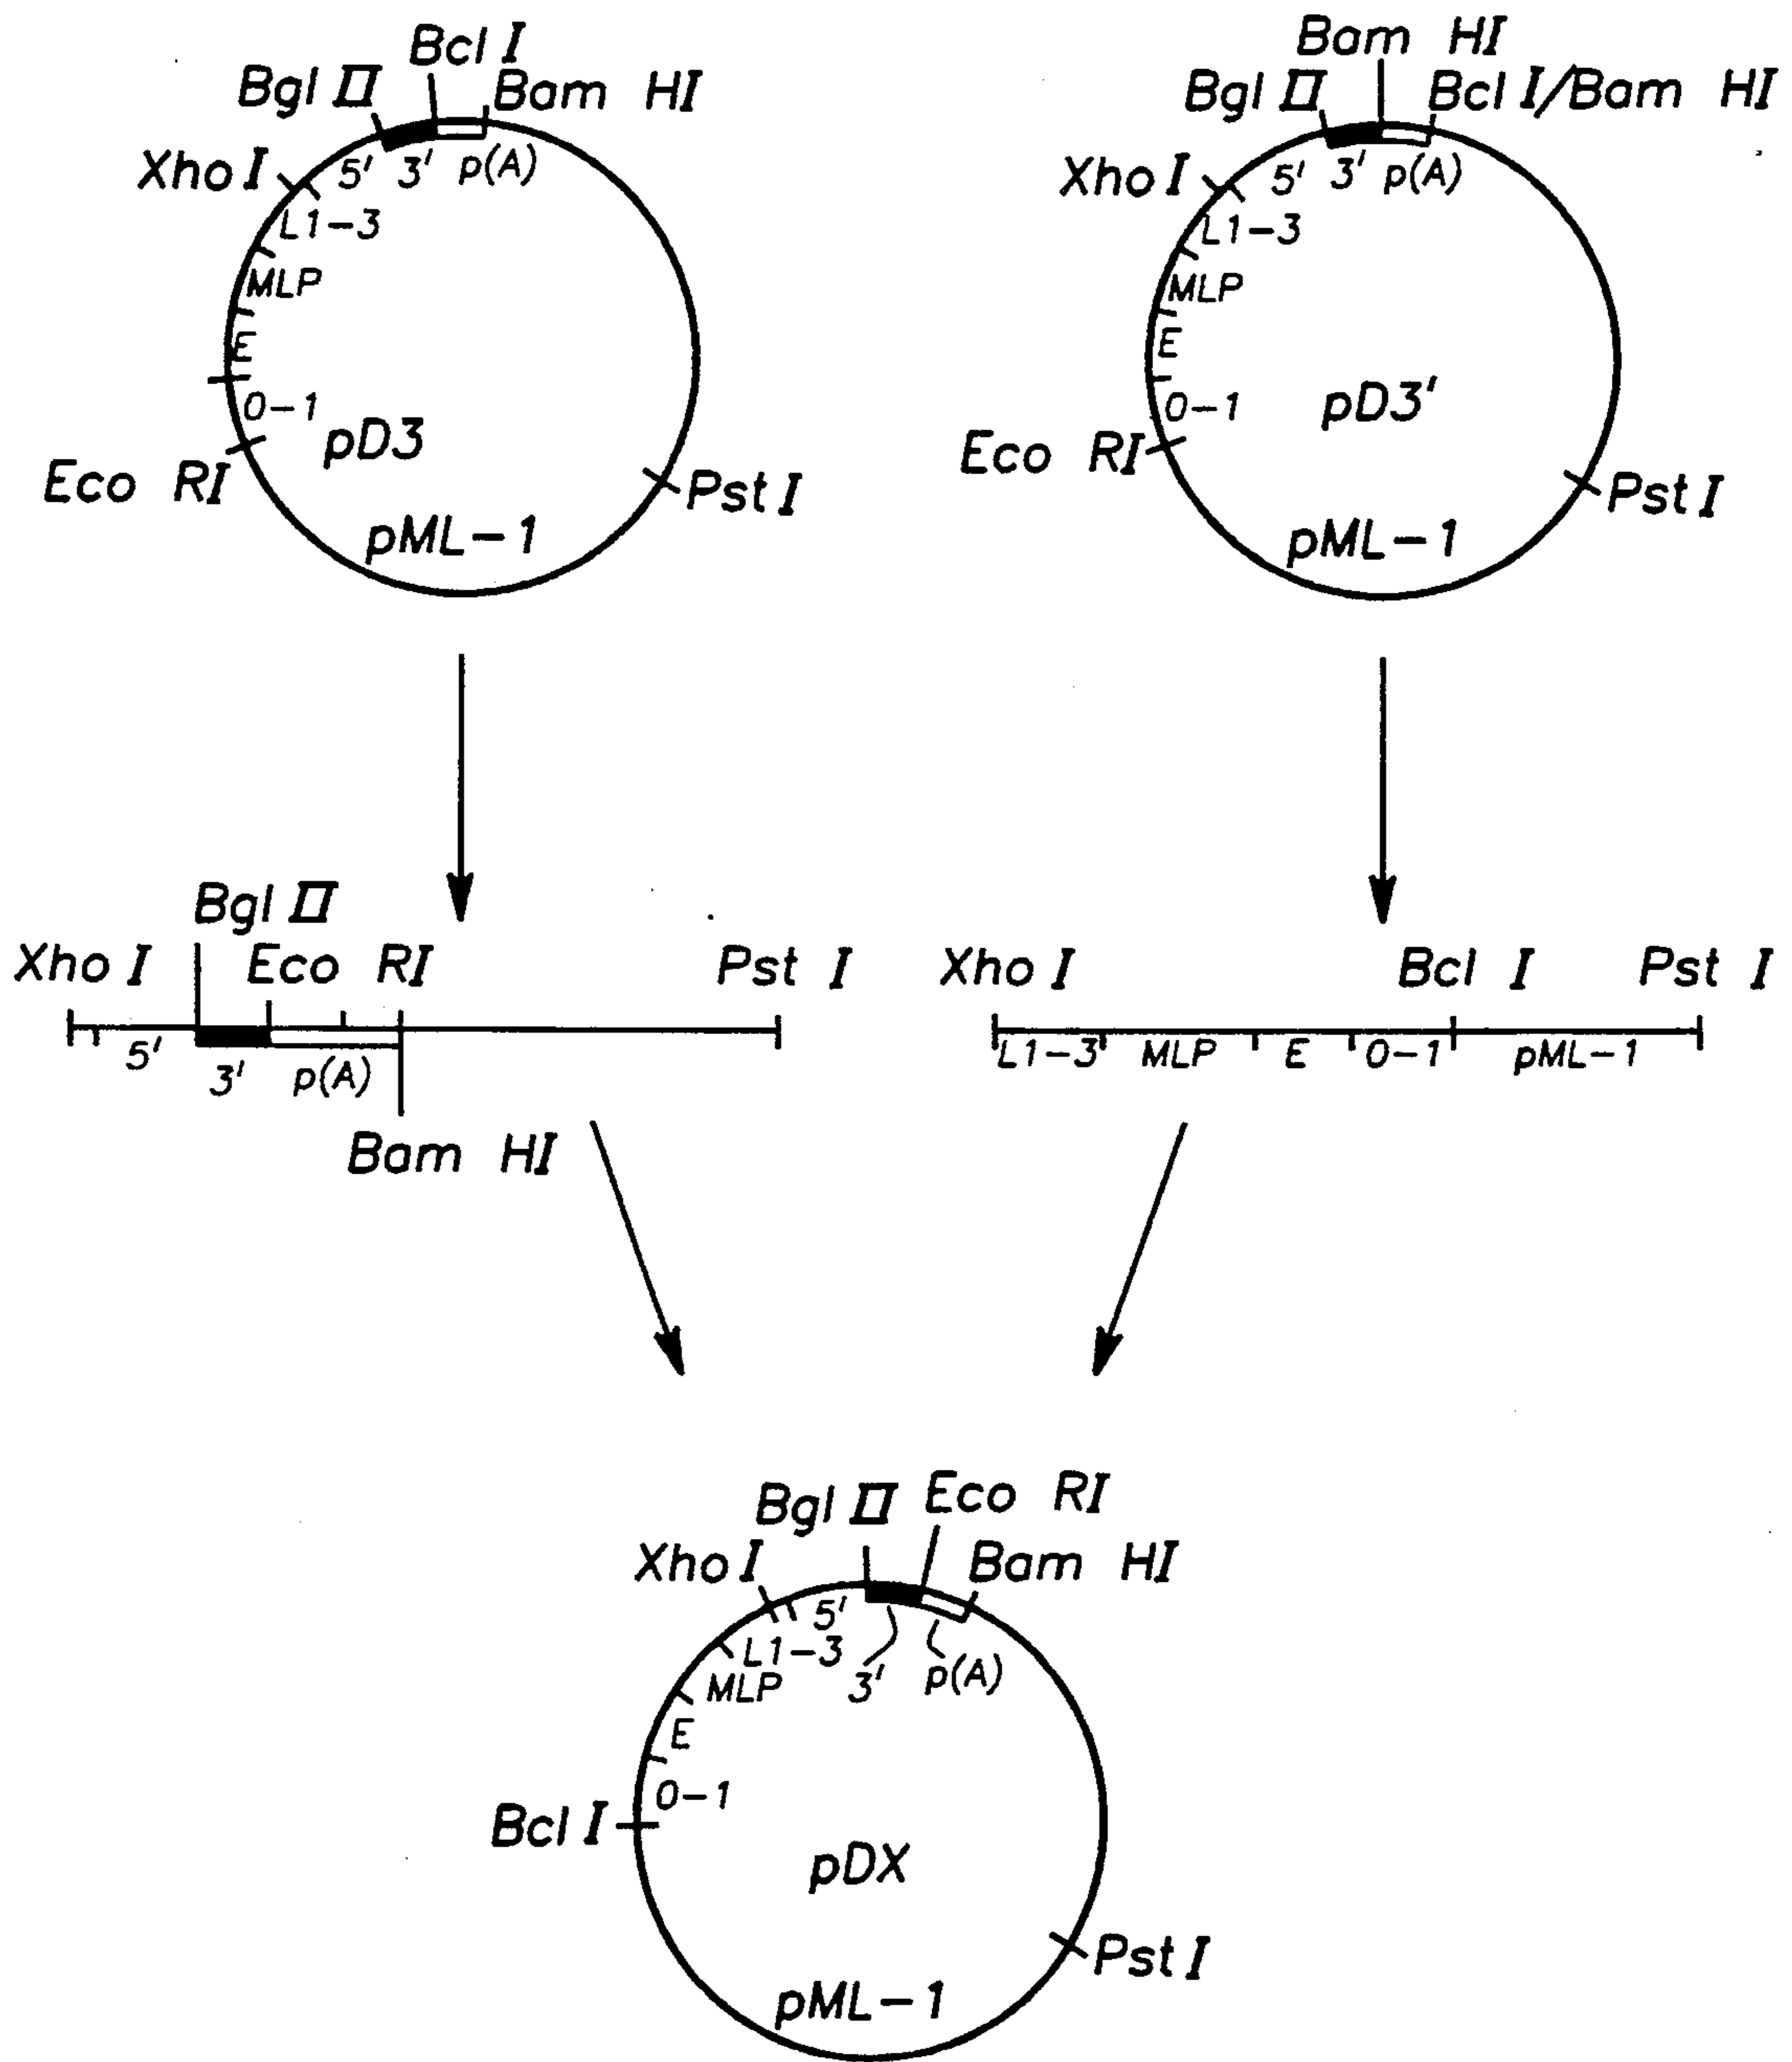 Bcl I
Bgl II
Bam HI
Xho I
5' 3' p(A)
L1-3
MLP
E
0-1
pD3
Eco RI
Pst I
pML-1
Bam HI
Bgl II
Bcl I/Bam HI
Xho I
5' 3' p(A)
L1-3
MLP
E
0-1
pD3'
Eco RI
Pst I
pML-1
Bgl II
Xho I Eco RI Pst I
5'
3' p(A)
Bam HI
Xho I Bcl I Pst I
L1-3 MLP E 0-1 pML-1
Bgl II Eco RI
Xho I Bam HI
5'
L1-3
MLP 3' p(A)
E
0-1
Bcl I
pDX
Pst I
pML-1